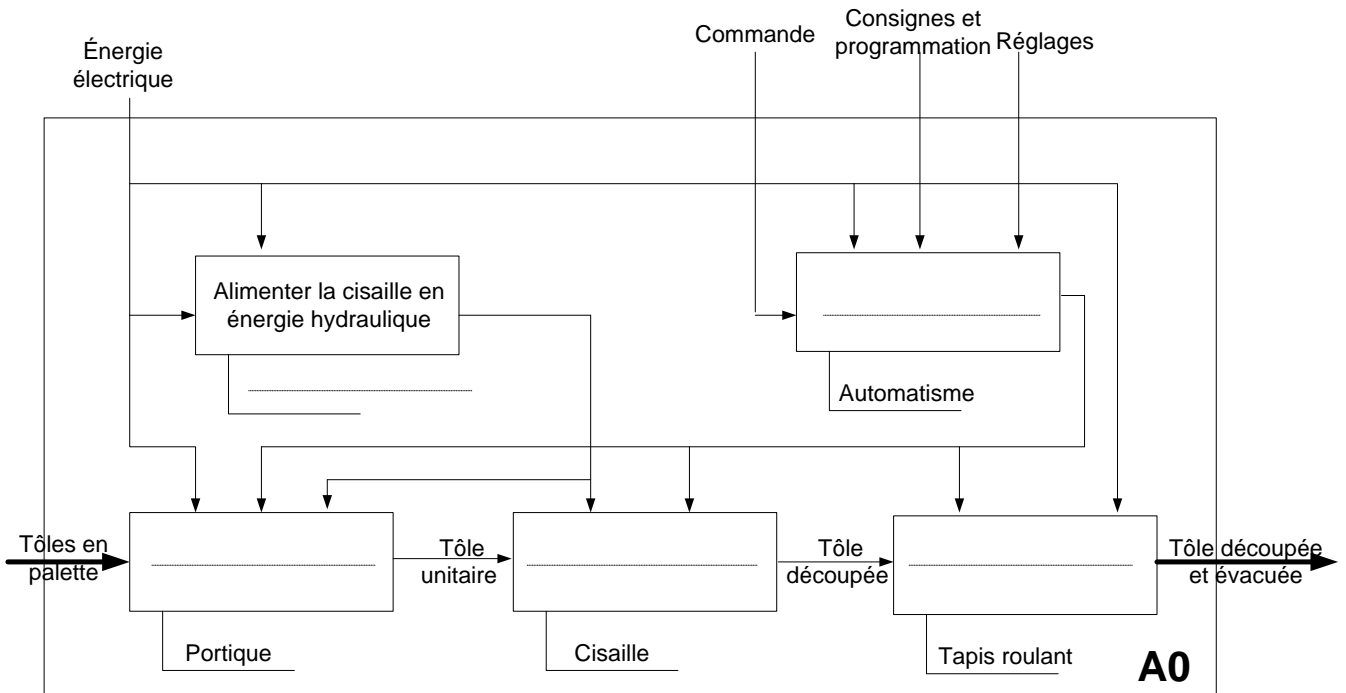 Énergie
électrique
Commande
Consignes et
programmation
Réglages
Alimenter la cisaille en
énergie hydraulique
Automatisme
Tôles en
palette
Tôle
unitaire
Tôle
découpée
Tôle découpée
et évacuée
Portique
Cisaille
Tapis roulant
A0